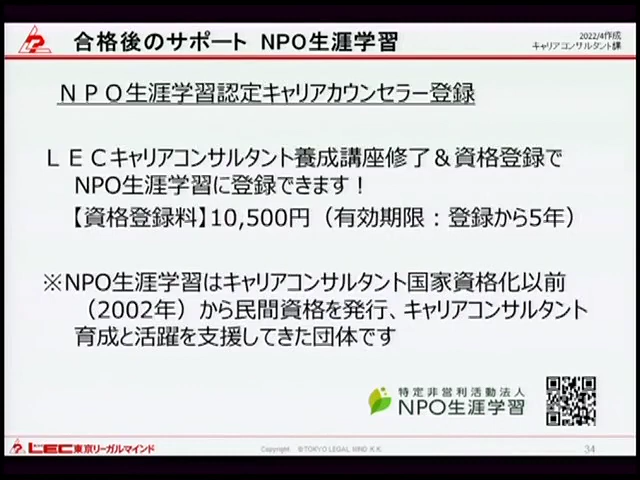 合格後のサポート NPO生涯学習
2022/4作成
キャリアコンサルタント課
ＮＰＯ生涯学習認定キャリアカウンセラー登録
ＬＥＣキャリアコンサルタント養成講座修了＆資格登録で
NPO生涯学習に登録できます！
【資格登録料】10,500円（有効期限：登録から5年）
※NPO生涯学習はキャリアコンサルタント国家資格化以前
（2002年）から民間資格を発行、キャリアコンサルタント
育成と活躍を支援してきた団体です
特定非営利活動法人
NPO生涯学習
LEC東京リーガルマインド
Copyright ©TOKYO LEGAL MIND K.K.
34